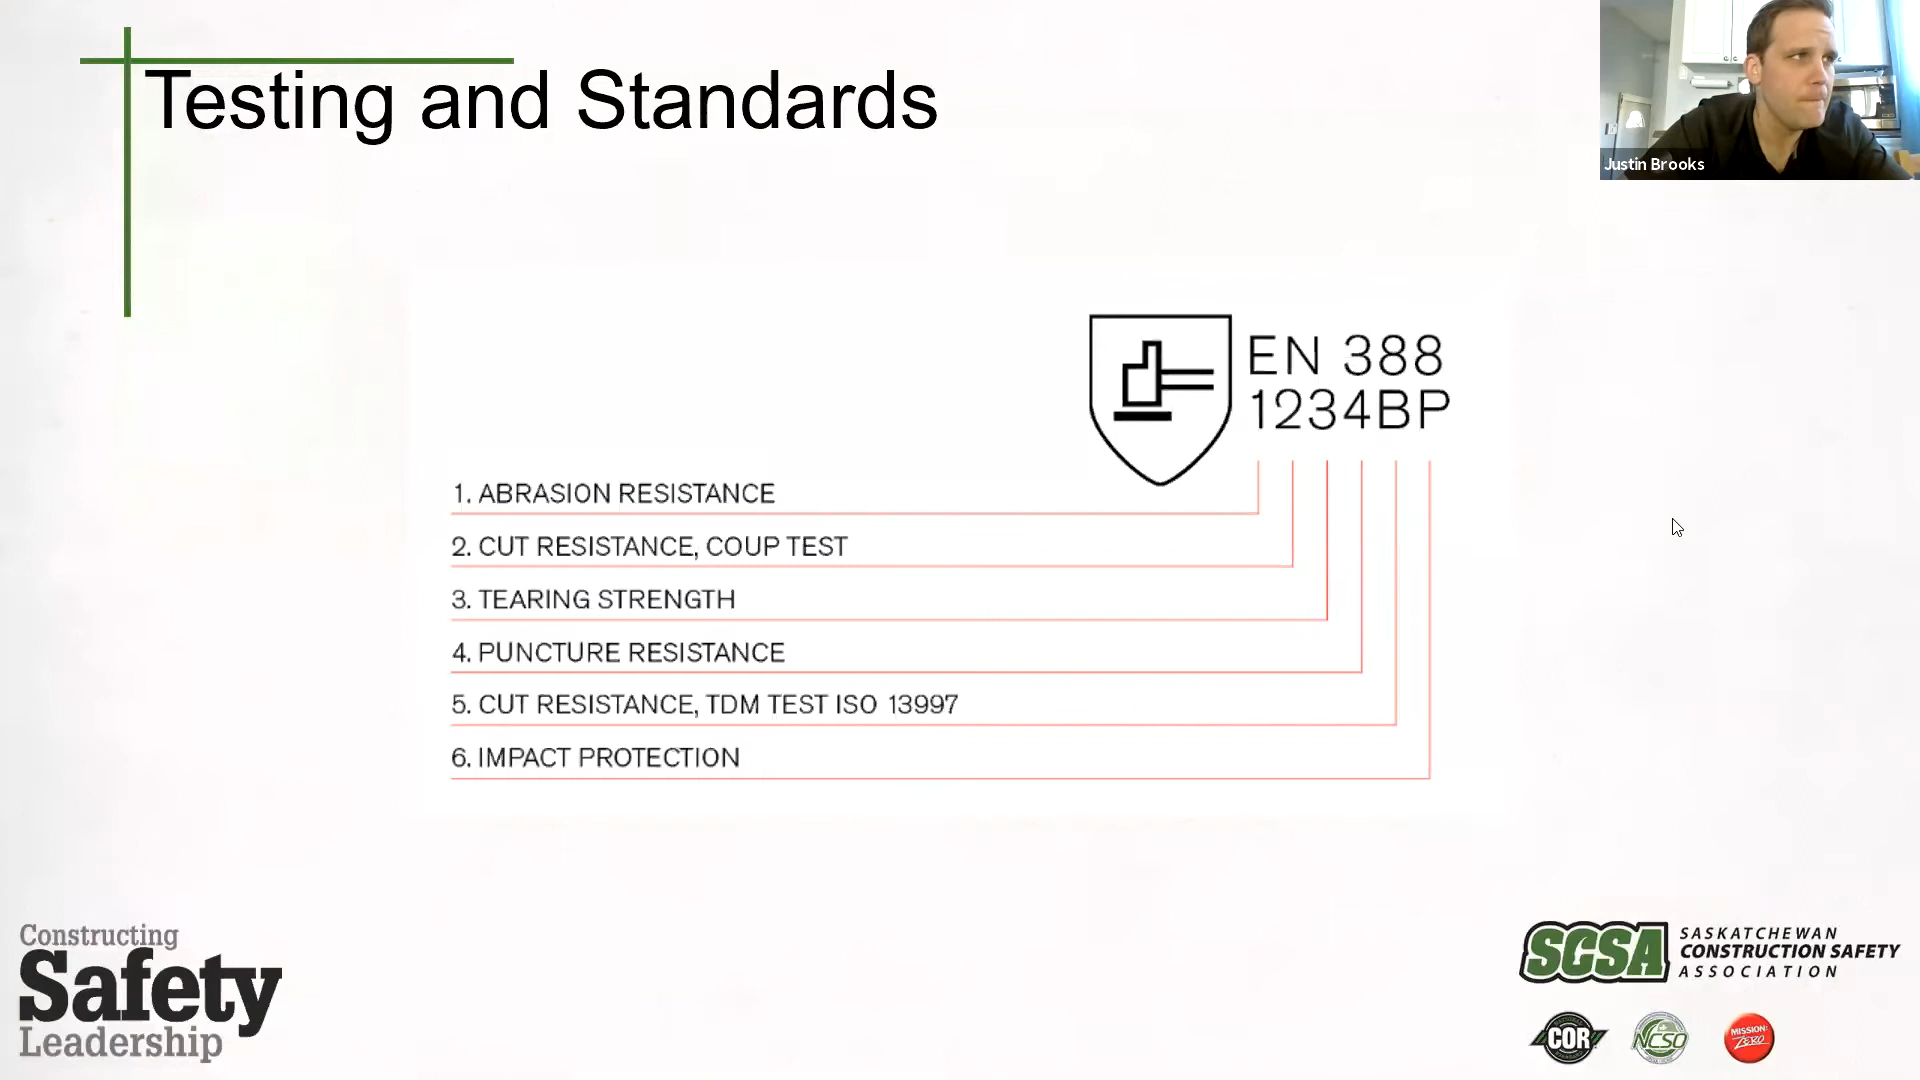 Testing and Standards
Justin Brooks
EN 388
1234BP
1. ABRASION RESISTANCE
2. CUT RESISTANCE, COUP TEST
3. TEARING STRENGTH
4. PUNCTURE RESISTANCE
5. CUT RESISTANCE, TDM TEST ISO 13997
6. IMPACT PROTECTION
Constructing
Safety
Leadership
SCSA
SASKATCHEWAN
CONSTRUCTION SAFETY
ASSOCIATION
COR
NCSO
MISSION:
ZERO